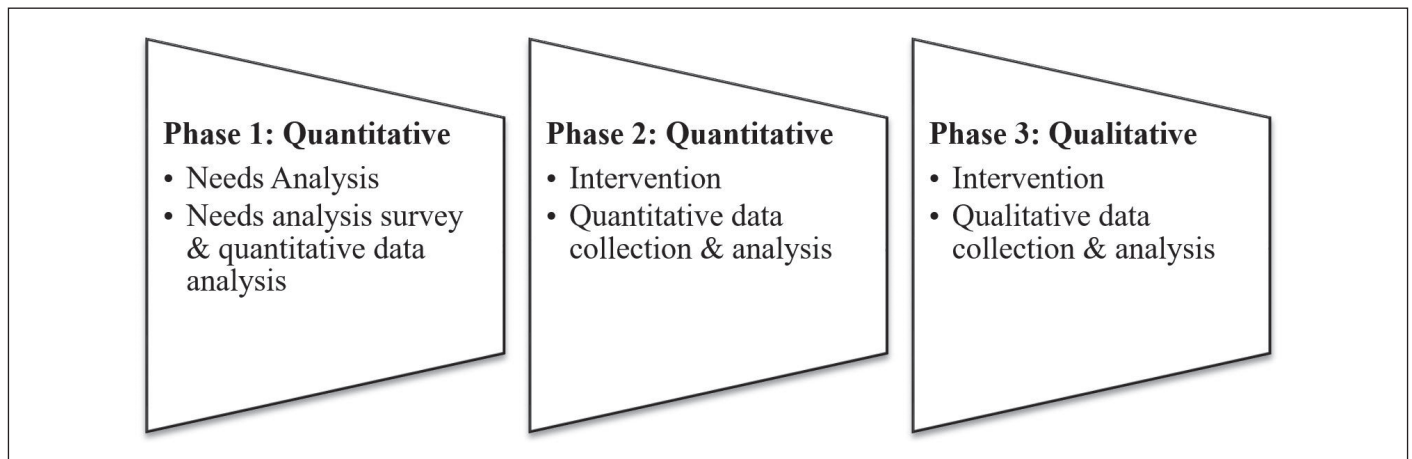 Phase 1: Quantitative
• Needs Analysis
• Needs analysis survey
& quantitative data
analysis
Phase 2: Quantitative
• Intervention
• Quantitative data
collection & analysis
Phase 3: Qualitative
• Intervention
• Qualitative data
collection & analysis